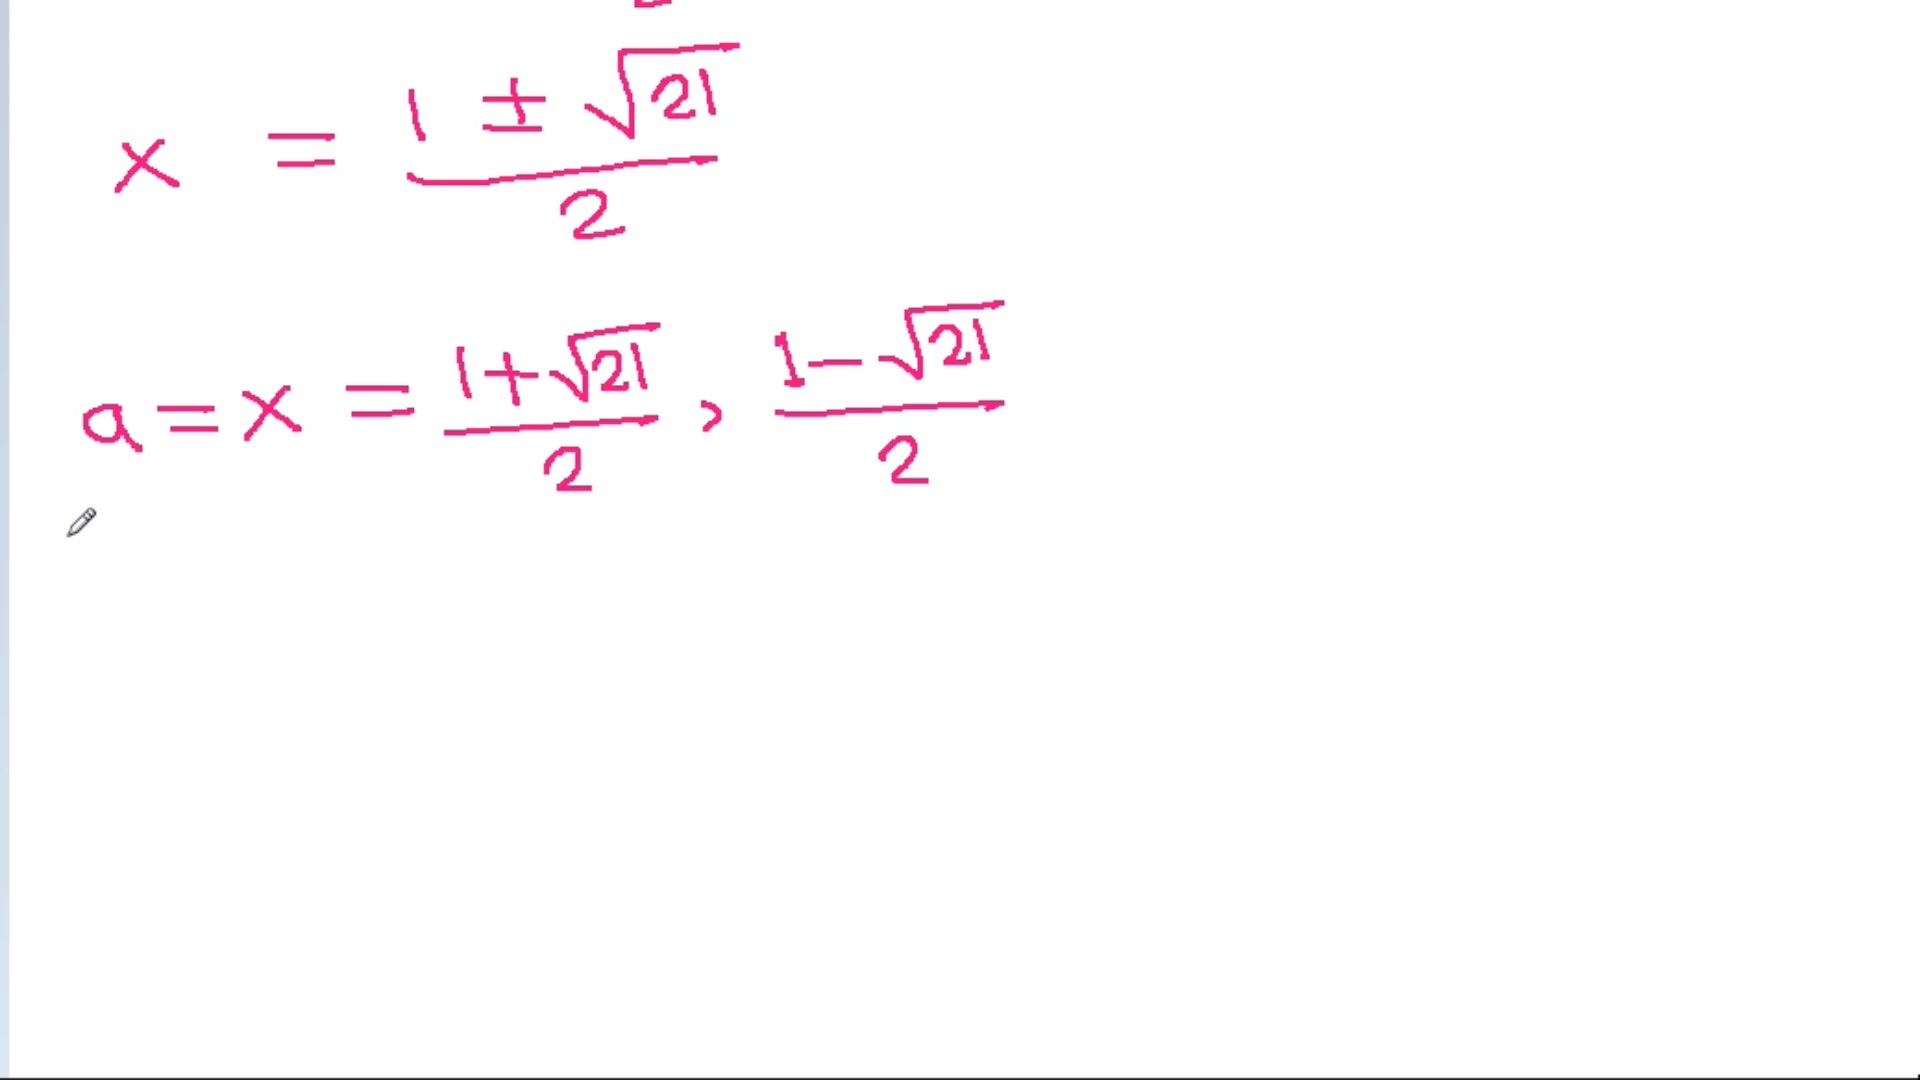 x = (1 ± √21)/2
a = x = (1+√21)/2 , (1-√21)/2